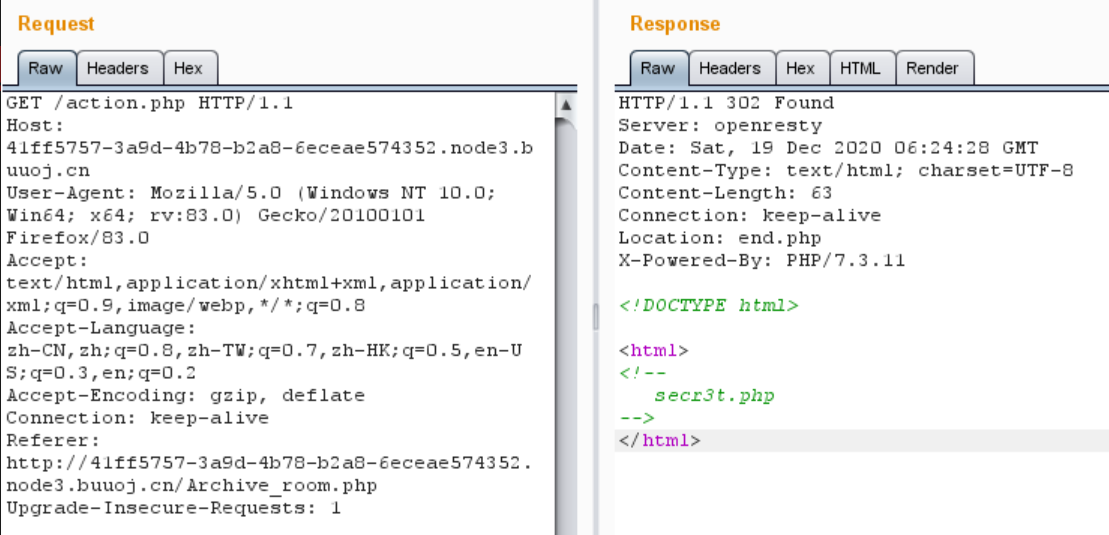 Request
Raw Headers Hex
GET /action.php HTTP/1.1
Host:
41ff5757-3a9d-4b78-b2a8-6eceae574352.node3.b
uuoj.cn
User-Agent: Mozilla/5.0 (Windows NT 10.0;
Win64; x64; rv:83.0) Gecko/20100101
Firefox/83.0
Accept:
text/html,application/xhtml+xml,application/
xml;q=0.9,image/webp,*/*;q=0.8
Accept-Language:
zh-CN,zh;q=0.8,zh-TW;q=0.7,zh-HK;q=0.5,en-U
S;q=0.3,en;q=0.2
Accept-Encoding: gzip, deflate
Connection: keep-alive
Referer:
http://41ff5757-3a9d-4b78-b2a8-6eceae574352.
node3.buuoj.cn/Archive_room.php
Upgrade-Insecure-Requests: 1
Response
Raw Headers Hex HTML Render
HTTP/1.1 302 Found
Server: openresty
Date: Sat, 19 Dec 2020 06:24:28 GMT
Content-Type: text/html; charset=UTF-8
Content-Length: 63
Connection: keep-alive
Location: end.php
X-Powered-By: PHP/7.3.11
<!DOCTYPE html>
<html>
<!--
secr3t.php
-->
</html>